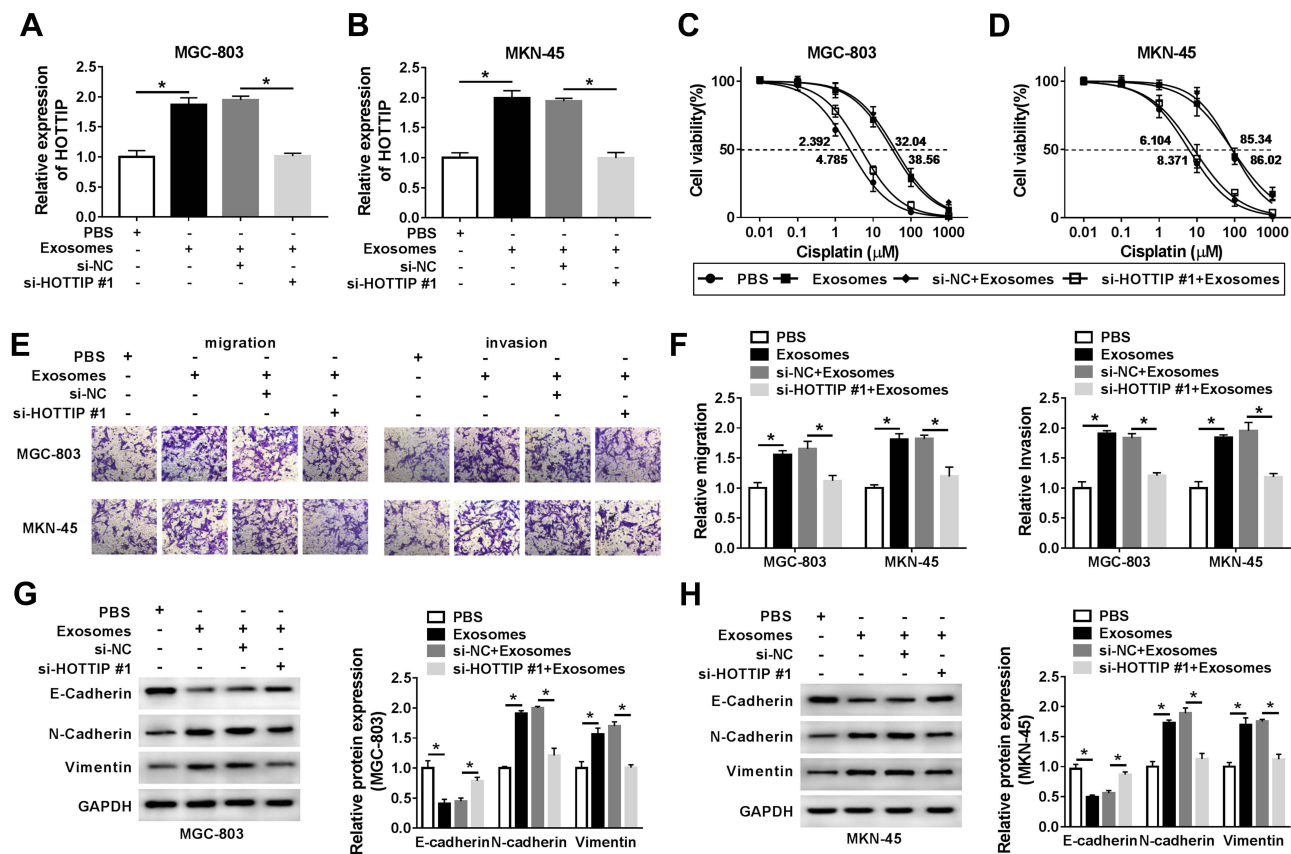 A
MGC-803
Relative expression
of HOTTIP
2.5
2.0
1.5
1.0
0.5
0.0
*
*
PBS + - - -
Exosomes - + + +
si-NC - - + -
si-HOTTIP #1 - - - +
B
MKN-45
Relative expression
of HOTTIP
2.5
2.0
1.5
1.0
0.5
0.0
*
*
PBS + - - -
Exosomes - + + +
si-NC - - + -
si-HOTTIP #1 - - - +
C
MGC-803
Cell viability(%)
100
50
0
2.392
4.785
32.04
38.56
0.01 0.1 1 10 100 1000
Cisplatin (μM)
D
MKN-45
Cell viability(%)
100
50
0
6.104
8.371
85.34
86.02
0.01 0.1 1 10 100 1000
Cisplatin (μM)
PBS Exosomes si-NC+Exosomes si-HOTTIP #1+Exosomes
E
migration invasion
PBS + - - - + - - -
Exosomes - + + + - + + +
si-NC - - + - - - + -
si-HOTTIP #1 - - - + - - - +
MGC-803
MKN-45
F
PBS
Exosomes
si-NC+Exosomes
si-HOTTIP #1+Exosomes
Relative migration
2.5
2.0
1.5
1.0
0.5
0.0
* * * *
MGC-803 MKN-45
PBS
Exosomes
si-NC+Exosomes
si-HOTTIP #1+Exosomes
Relative Invasion
2.5
2.0
1.5
1.0
0.5
0.0
* * * *
MGC-803 MKN-45
G
PBS + - - -
Exosomes - + + +
si-NC - - + -
si-HOTTIP #1 - - - +
E-Cadherin
N-Cadherin
Vimentin
GAPDH
MGC-803
PBS
Exosomes
si-NC+Exosomes
si-HOTTIP #1+Exosomes
Relative protein expression
(MGC-803)
2.5
2.0
1.5
1.0
0.5
0.0
* * * * * *
E-cadherin N-cadherin Vimentin
H
PBS + - - -
Exosomes - + + +
si-NC - - + -
si-HOTTIP #1 - - - +
E-Cadherin
N-Cadherin
Vimentin
GAPDH
MKN-45
PBS
Exosomes
si-NC+Exosomes
si-HOTTIP #1+Exosomes
Relative protein expression
(MKN-45)
2.5
2.0
1.5
1.0
0.5
0.0
* * * * * *
E-cadherin N-cadherin Vimentin